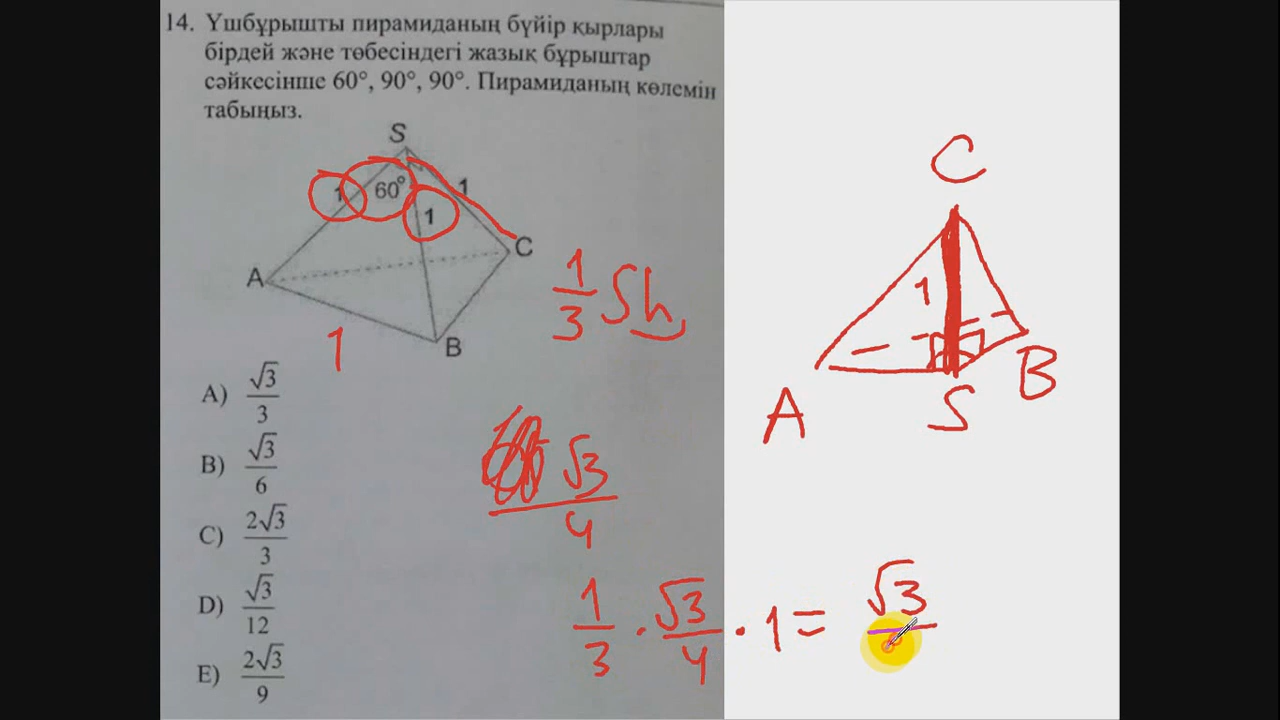 14. Үшбұрышты пирамиданың бүйір қырлары
бірдей және төбесіндегі жазық бұрыштар
сәйкесінше 60°, 90°, 90°. Пирамиданың көлемін
табыңыз.
S
1 60° 1 1
A C
B
1
1/3 Sh
A) √3/3
B) √3/6
C) 2√3/3
D) √3/12
E) 2√3/9
√3/4
1/3 · √3/4 · 1 = √3
C
1
A S B